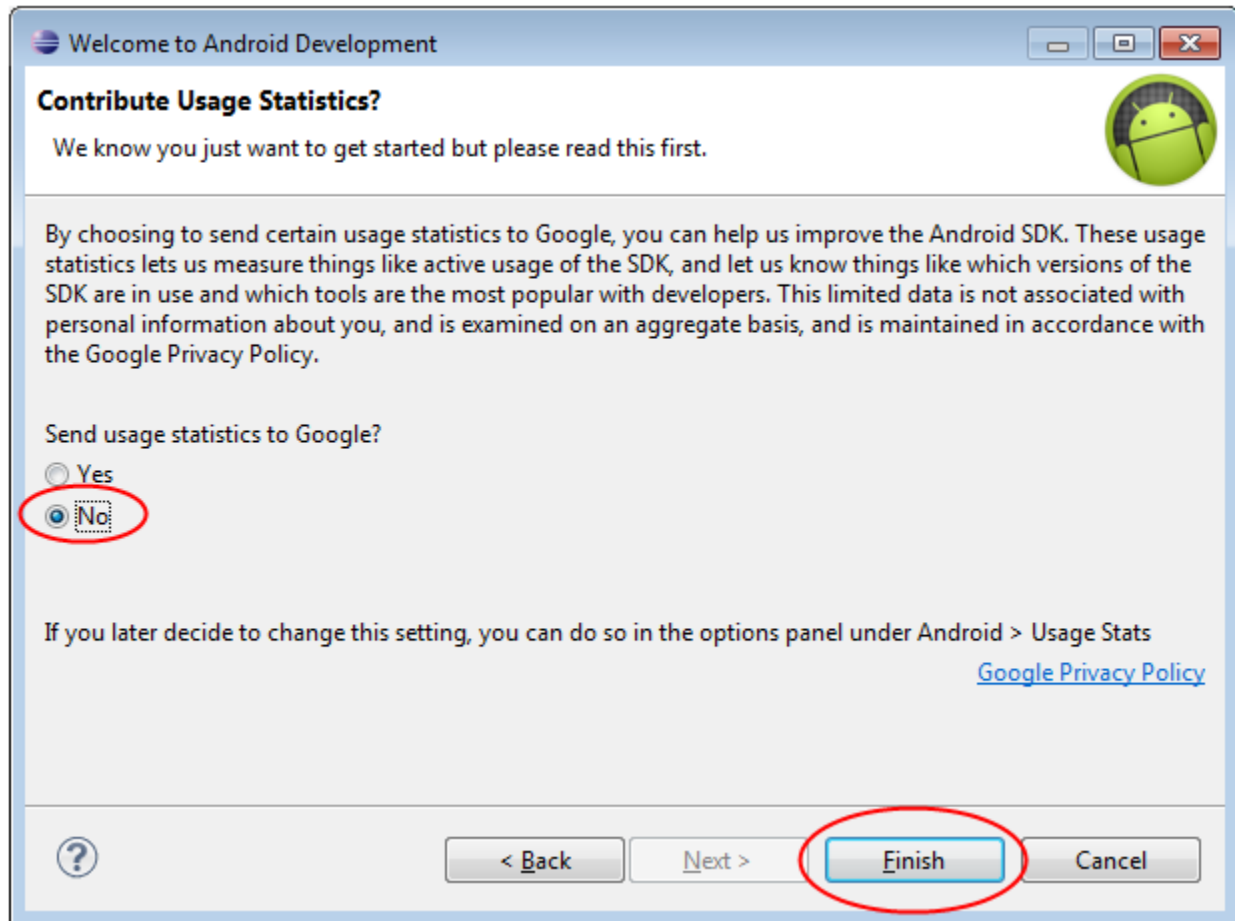 Welcome to Android Development
Contribute Usage Statistics?
We know you just want to get started but please read this first.
By choosing to send certain usage statistics to Google, you can help us improve the Android SDK. These usage
statistics lets us measure things like active usage of the SDK, and let us know things like which versions of the
SDK are in use and which tools are the most popular with developers. This limited data is not associated with
personal information about you, and is examined on an aggregate basis, and is maintained in accordance with
the Google Privacy Policy.
Send usage statistics to Google?
Yes
No
If you later decide to change this setting, you can do so in the options panel under Android > Usage Stats
Google Privacy Policy
? < Back Next > Finish Cancel